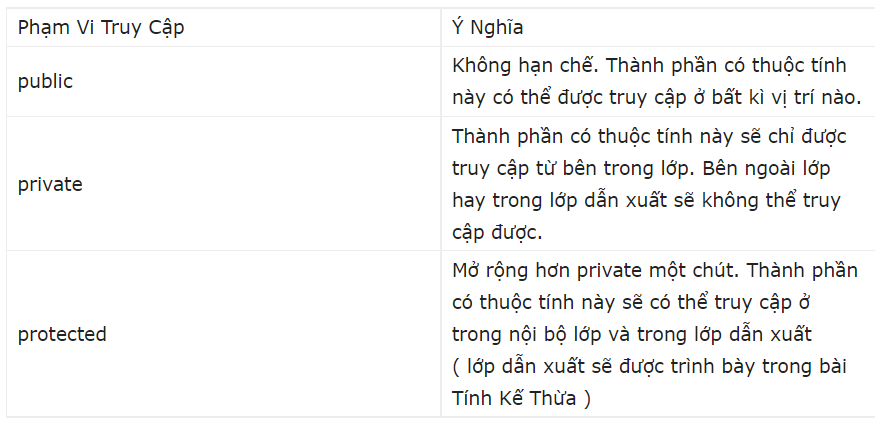 Phạm Vi Truy Cập
Ý Nghĩa
public
Không hạn chế. Thành phần có thuộc tính
này có thể được truy cập ở bất kì vị trí nào.
private
Thành phần có thuộc tính này sẽ chỉ được
truy cập từ bên trong lớp. Bên ngoài lớp
hay trong lớp dẫn xuất sẽ không thể truy
cập được.
protected
Mở rộng hơn private một chút. Thành phần
có thuộc tính này sẽ có thể truy cập ở
trong nội bộ lớp và trong lớp dẫn xuất
( lớp dẫn xuất sẽ được trình bày trong bài
Tính Kế Thừa )